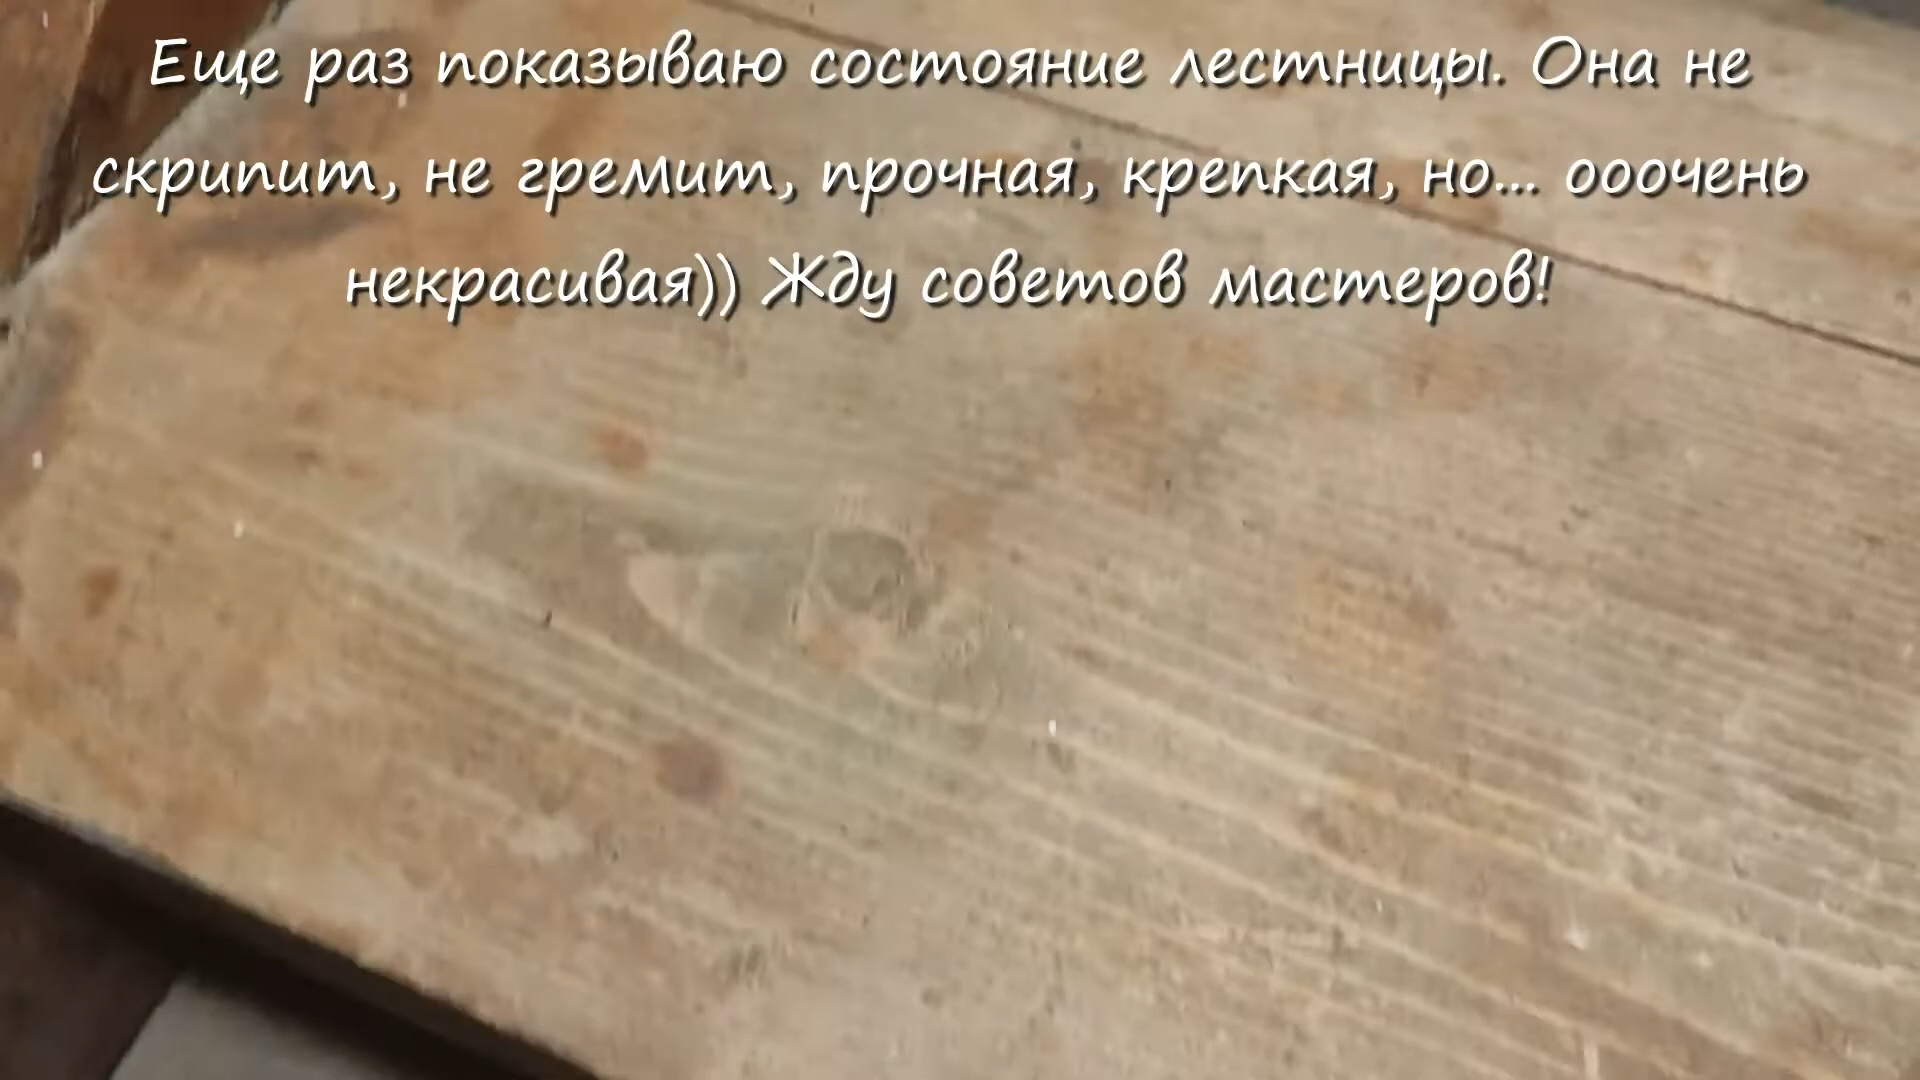 Еще раз показываю состояние лестницы. Она не
скрипит, не гремит, прочная, крепкая, но... ооочень
некрасивая)) Жду советов мастеров!